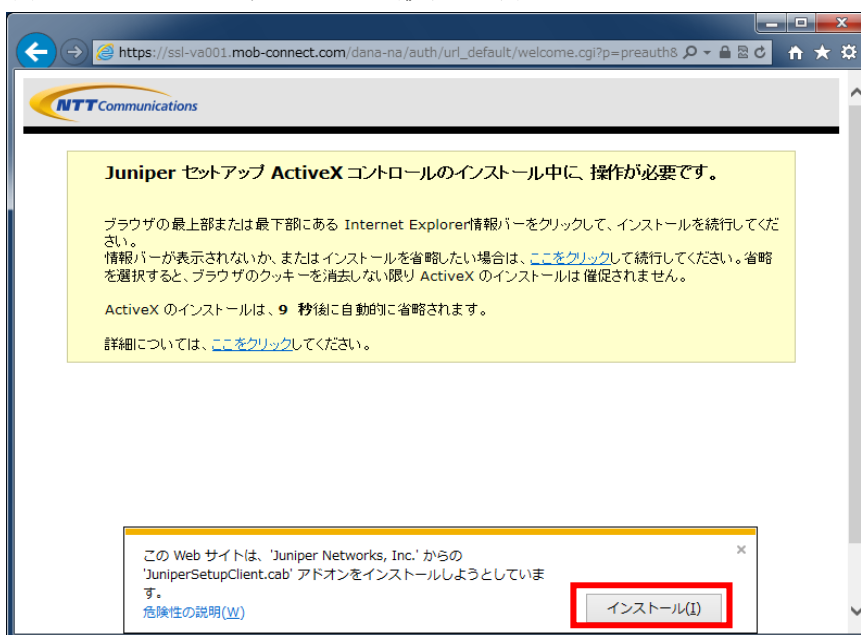 https://ssl-va001.mob-connect.com/dana-na/auth/url_default/welcome.cgi?p=preauth8
NTT Communications
Juniper セットアップ ActiveX コントロールのインストール中に、操作が必要です。
ブラウザの最上部または最下部にある Internet Explorer情報バーをクリックして、インストールを続行してくだ
さい。
情報バーが表示されないか、またはインストールを省略したい場合は、ここをクリックして続行してください。省略
を選択すると、ブラウザのクッキーを消去しない限り ActiveX のインストールは催促されません。
ActiveX のインストールは、9 秒後に自動的に省略されます。
詳細については、ここをクリックしてください。
この Web サイトは、'Juniper Networks, Inc.' からの
'JuniperSetupClient.cab' アドオンをインストールしようとしていま
す。
危険性の説明(W)
インストール(I)